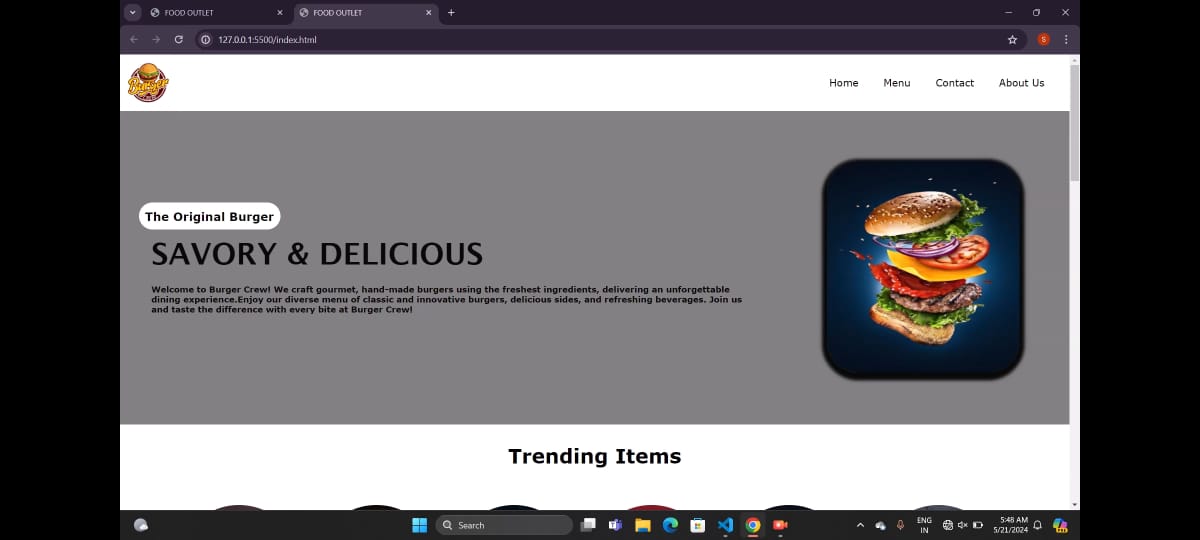 FOOD OUTLET
FOOD OUTLET
127.0.0.1:5500/index.html
S
Burger
Home Menu Contact About Us
The Original Burger
SAVORY & DELICIOUS
Welcome to Burger Crew! We craft gourmet, hand-made burgers using the freshest ingredients, delivering an unforgettable
dining experience.Enjoy our diverse menu of classic and innovative burgers, delicious sides, and refreshing beverages. Join us
and taste the difference with every bite at Burger Crew!
Trending Items
Search
ENG
IN
5:48 AM
5/21/2024